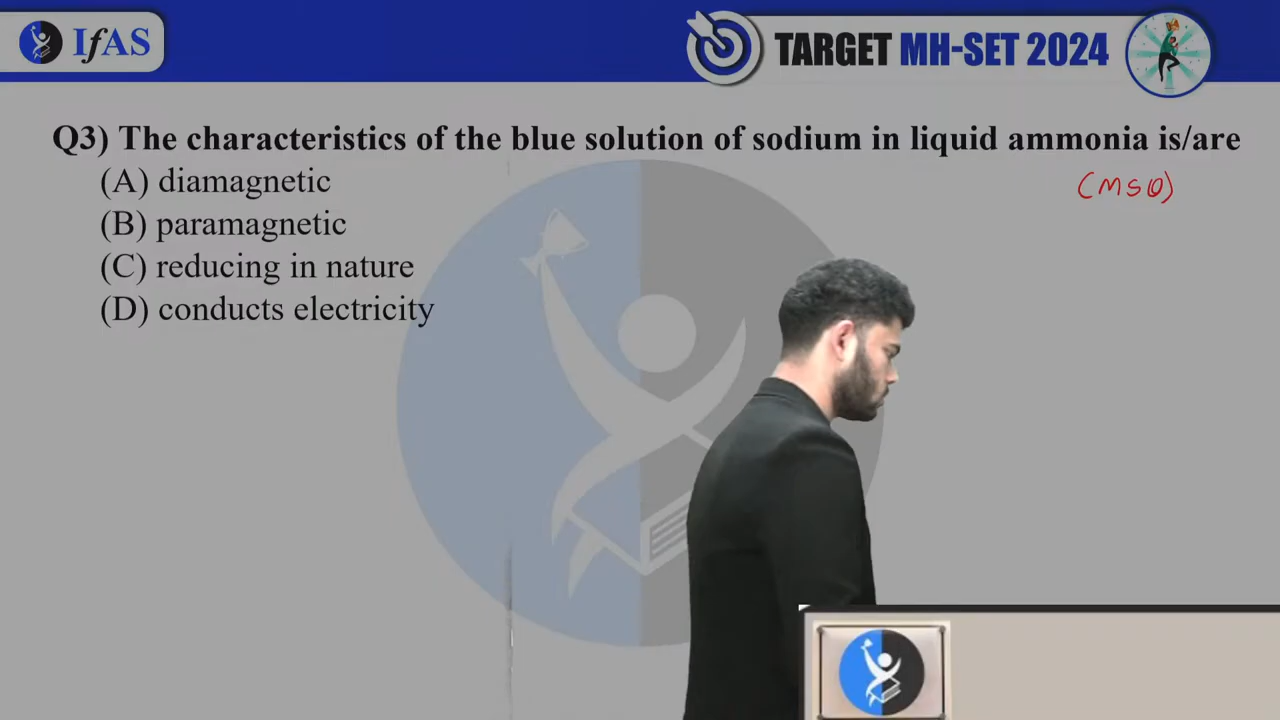 IfAS
TARGET MH-SET 2024
Q3) The characteristics of the blue solution of sodium in liquid ammonia is/are
(MSQ)
(A) diamagnetic
(B) paramagnetic
(C) reducing in nature
(D) conducts electricity